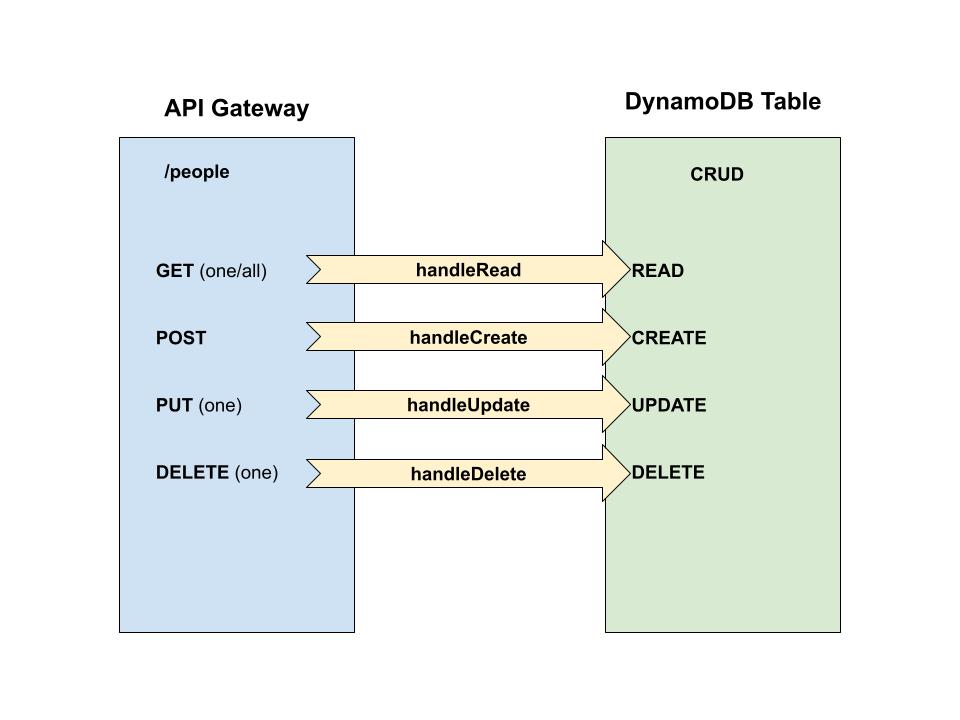 API Gateway
DynamoDB Table
/people
CRUD
GET (one/all)
handleRead
READ
POST
handleCreate
CREATE
PUT (one)
handleUpdate
UPDATE
DELETE (one)
handleDelete
DELETE